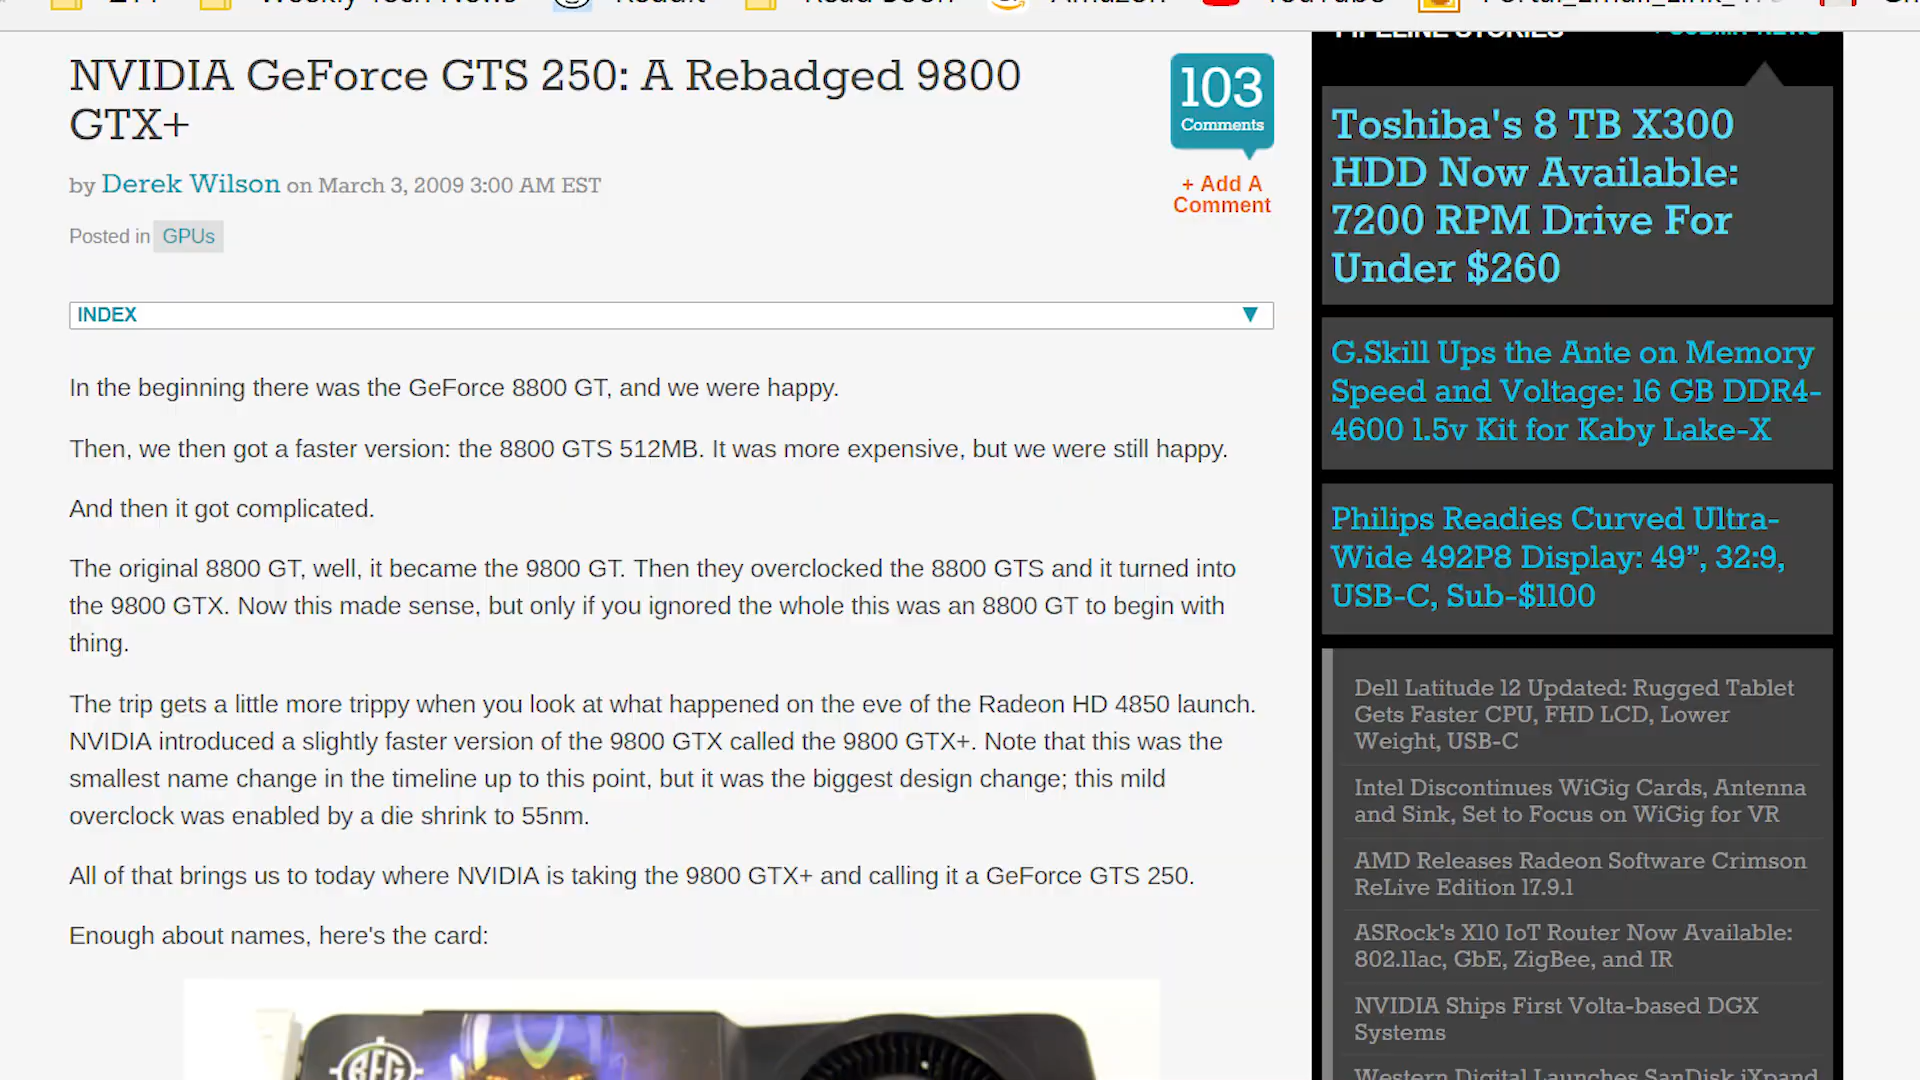 Weekly Tech News
Reddit
Read Soon
Amazon
YouTube
NVIDIA GeForce GTS 250: A Rebadged 9800
GTX+
by Derek Wilson on March 3, 2009 3:00 AM EST
Posted in GPUs
103
Comments
+ Add A
Comment
INDEX
In the beginning there was the GeForce 8800 GT, and we were happy.
Then, we then got a faster version: the 8800 GTS 512MB. It was more expensive, but we were still happy.
And then it got complicated.
The original 8800 GT, well, it became the 9800 GT. Then they overclocked the 8800 GTS and it turned into
the 9800 GTX. Now this made sense, but only if you ignored the whole this was an 8800 GT to begin with
thing.
The trip gets a little more trippy when you look at what happened on the eve of the Radeon HD 4850 launch.
NVIDIA introduced a slightly faster version of the 9800 GTX called the 9800 GTX+. Note that this was the
smallest name change in the timeline up to this point, but it was the biggest design change; this mild
overclock was enabled by a die shrink to 55nm.
All of that brings us to today where NVIDIA is taking the 9800 GTX+ and calling it a GeForce GTS 250.
Enough about names, here's the card:
BFG
PIPELINE STORIES
+ SUBMIT NEWS
Toshiba's 8 TB X300
HDD Now Available:
7200 RPM Drive For
Under $260
G.Skill Ups the Ante on Memory
Speed and Voltage: 16 GB DDR4-
4600 1.5v Kit for Kaby Lake-X
Philips Readies Curved Ultra-
Wide 492P8 Display: 49”, 32:9,
USB-C, Sub-$1100
Dell Latitude 12 Updated: Rugged Tablet
Gets Faster CPU, FHD LCD, Lower
Weight, USB-C
Intel Discontinues WiGig Cards, Antenna
and Sink, Set to Focus on WiGig for VR
AMD Releases Radeon Software Crimson
ReLive Edition 17.9.1
ASRock's X10 IoT Router Now Available:
802.11ac, GbE, ZigBee, and IR
NVIDIA Ships First Volta-based DGX
Systems
Western Digital Launches SanDisk iXpand